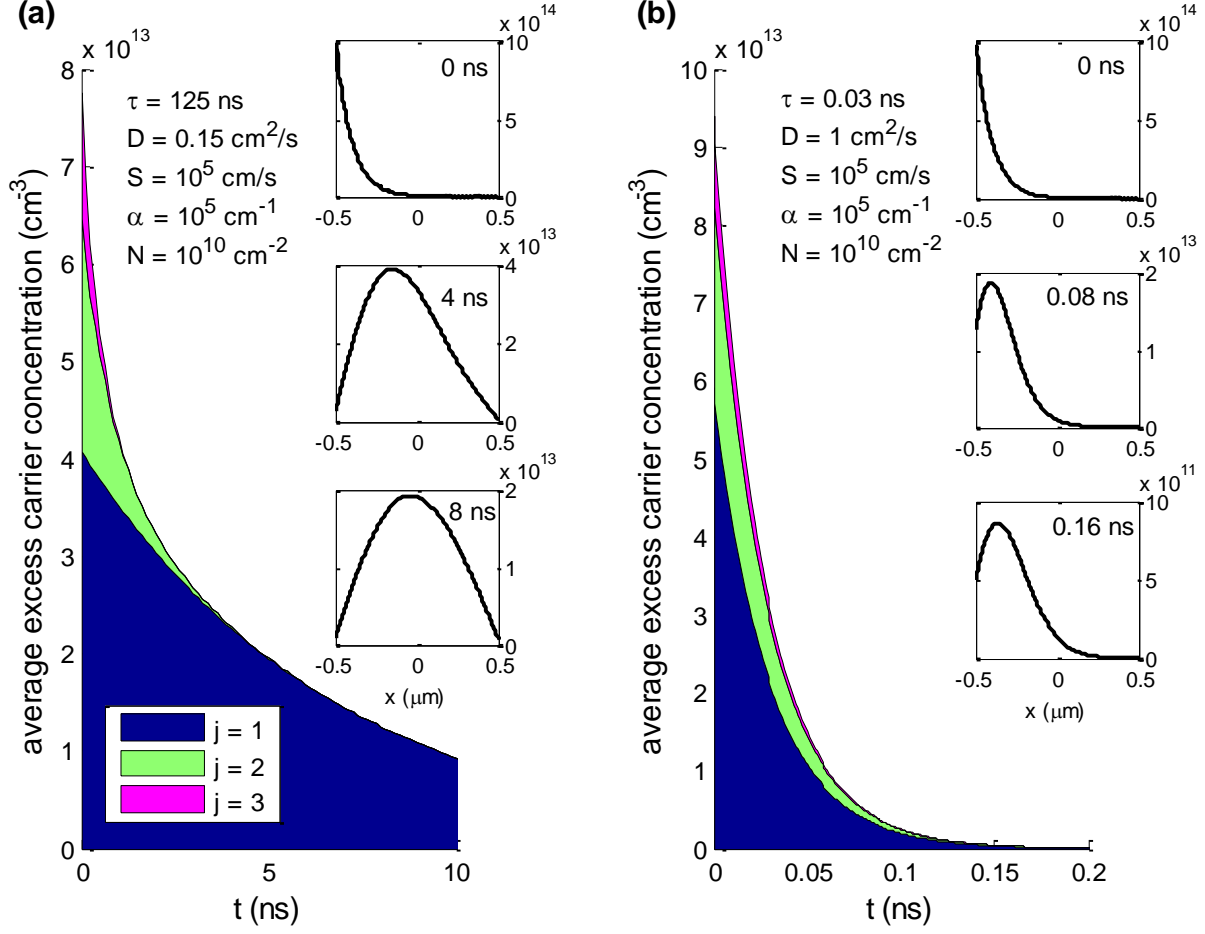 (a)
x 10^13
average excess carrier concentration (cm^-3)
8
7
6
5
4
3
2
1
0
0
5
10
t (ns)
τ = 125 ns
D = 0.15 cm^2/s
S = 10^5 cm/s
α = 10^5 cm^-1
N = 10^10 cm^-2
j = 1
j = 2
j = 3
x 10^14
0 ns
10
5
0
-0.5
0
0.5
x 10^13
4 ns
4
2
0
-0.5
0
0.5
x 10^13
8 ns
2
1
0
-0.5
0
0.5
x (μm)
(b)
x 10^13
average excess carrier concentration (cm^-3)
10
9
8
7
6
5
4
3
2
1
0
0
0.05
0.1
0.15
0.2
t (ns)
τ = 0.03 ns
D = 1 cm^2/s
S = 10^5 cm/s
α = 10^5 cm^-1
N = 10^10 cm^-2
x 10^14
0 ns
10
5
0
-0.5
0
0.5
x 10^13
0.08 ns
2
1
0
-0.5
0
0.5
x 10^11
0.16 ns
10
5
0
-0.5
0
0.5
x (μm)